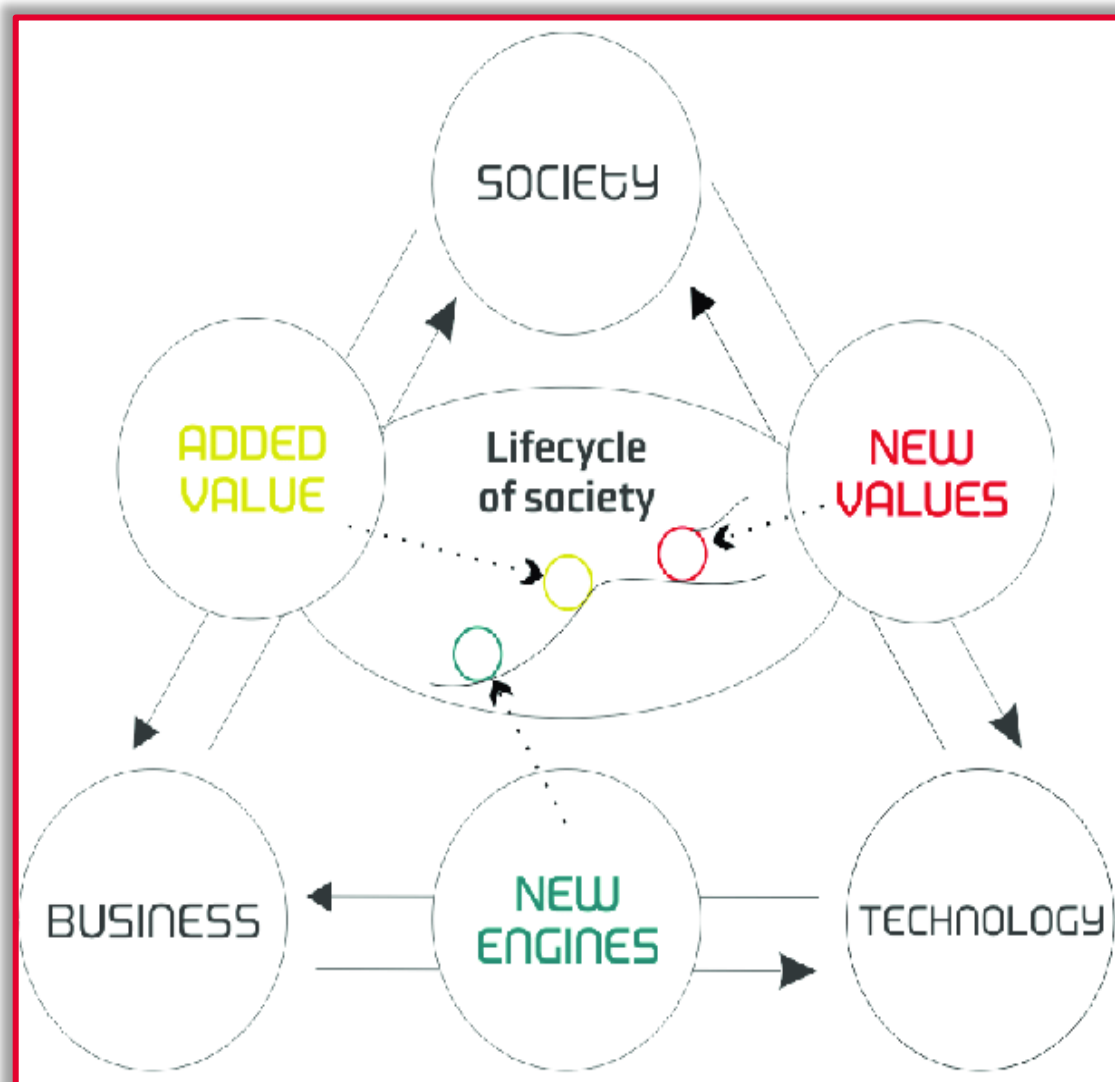 SOCIETY
ADDED
VALUE
Lifecycle
of society
NEW
VALUES
BUSINESS
NEW
ENGINES
TECHNOLOGY